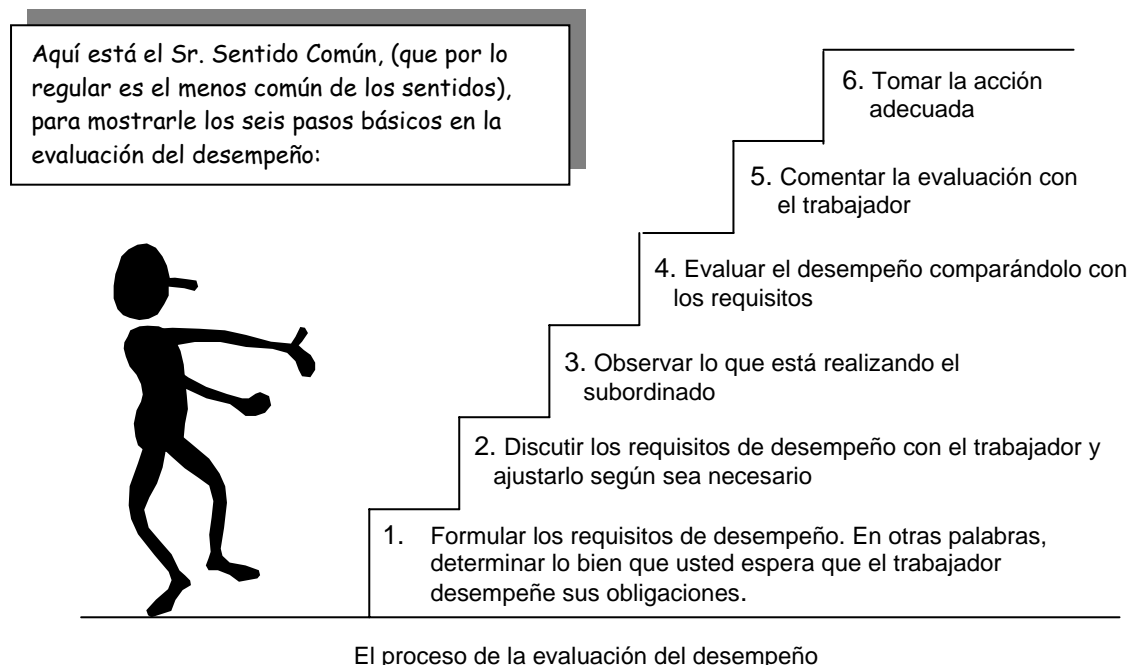 Aquí está el Sr. Sentido Común, (que por lo
regular es el menos común de los sentidos),
para mostrarle los seis pasos básicos en la
evaluación del desempeño:
6. Tomar la acción
adecuada
5. Comentar la evaluación con
el trabajador
4. Evaluar el desempeño comparándolo con
los requisitos
3. Observar lo que está realizando el
subordinado
2. Discutir los requisitos de desempeño con el trabajador y
ajustarlo según sea necesario
1. Formular los requisitos de desempeño. En otras palabras,
determinar lo bien que usted espera que el trabajador
desempeñe sus obligaciones.
El proceso de la evaluación del desempeño